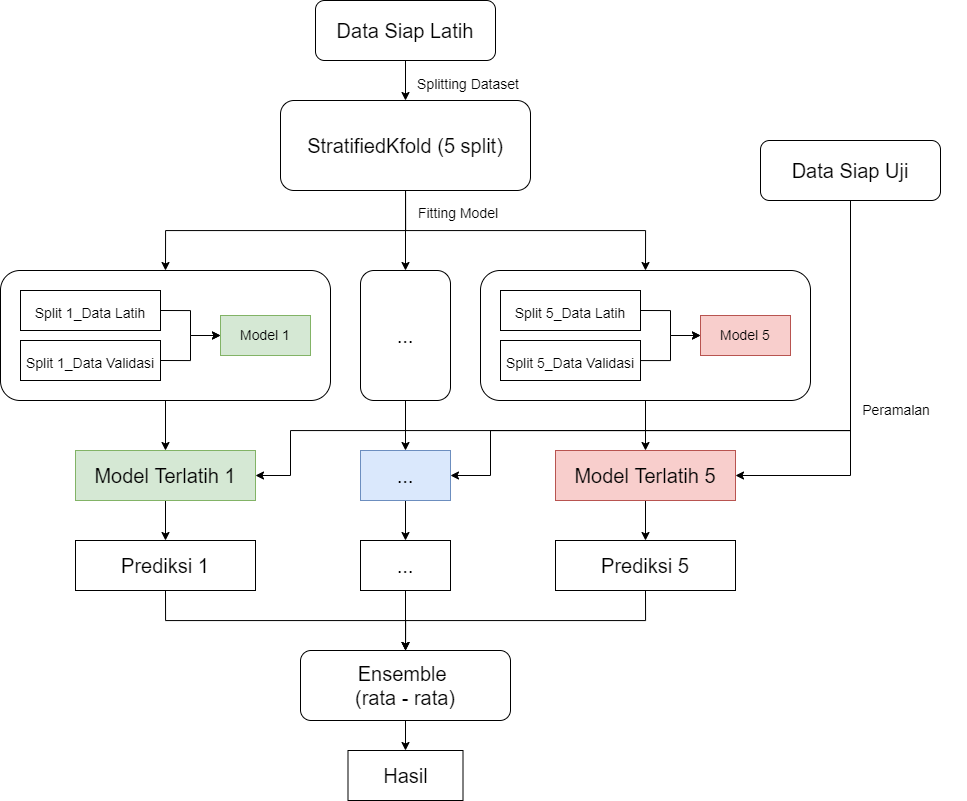 Data Siap Latih
Splitting Dataset
StratifiedKfold (5 split)
Data Siap Uji
Fitting Model
Split 1_Data Latih
Model 1
Split 1_Data Validasi
...
Split 5_Data Latih
Model 5
Split 5_Data Validasi
Peramalan
Model Terlatih 1
...
Model Terlatih 5
Prediksi 1
...
Prediksi 5
Ensemble
(rata - rata)
Hasil